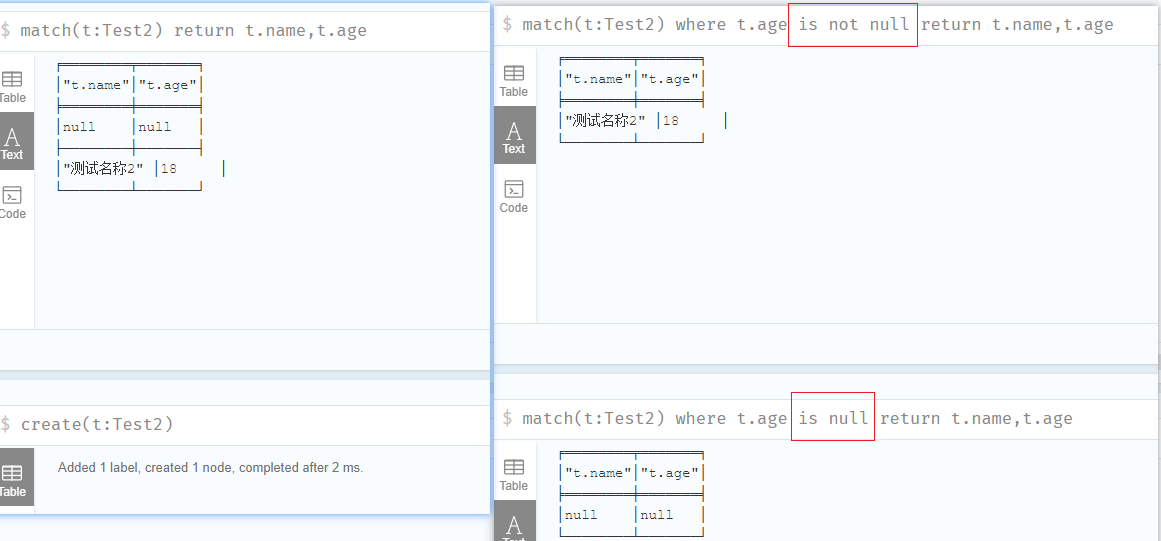 $ match(t:Test2) return t.name,t.age
Table
A
Text
Code
"t.name" "t.age"
null null
"测试名称2" 18
$ create(t:Test2)
Table
Added 1 label, created 1 node, completed after 2 ms.
$ match(t:Test2) where t.age is not null return t.name,t.age
Table
A
Text
Code
"t.name" "t.age"
"测试名称2" 18
$ match(t:Test2) where t.age is null return t.name,t.age
Table
A
Text
"t.name" "t.age"
null null